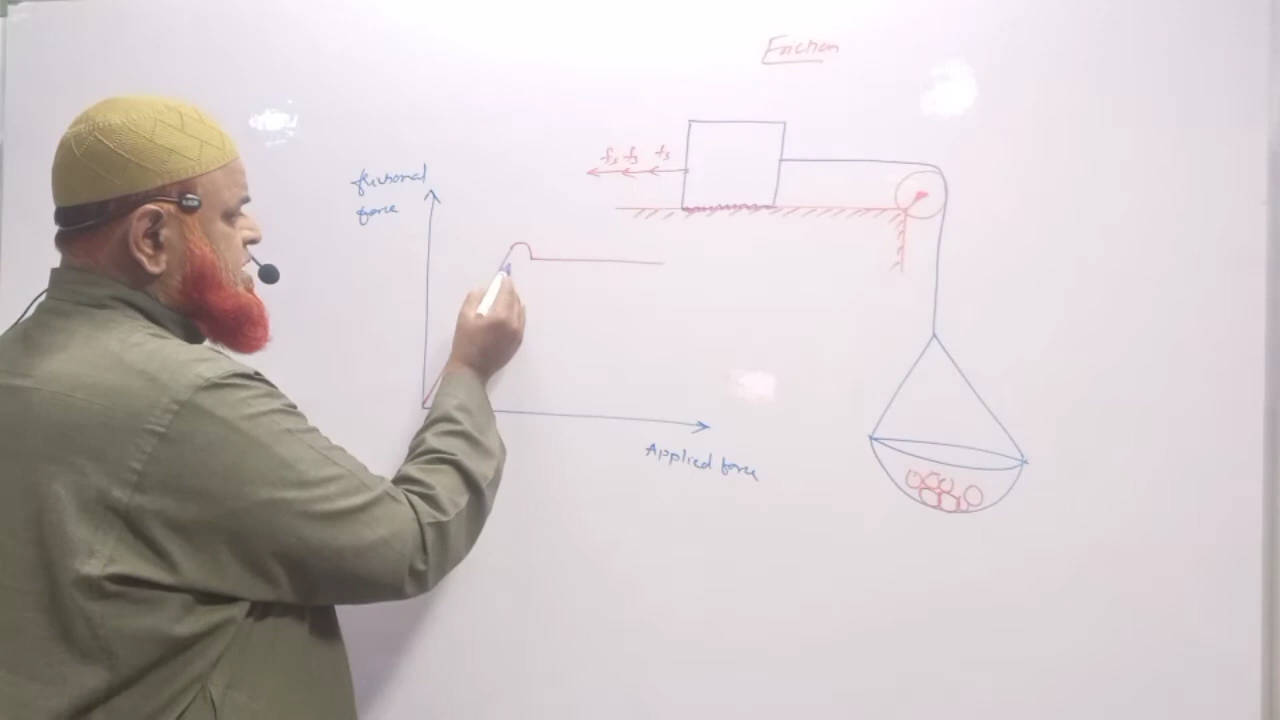 Friction
fs fs fs
frictional
force
Applied force